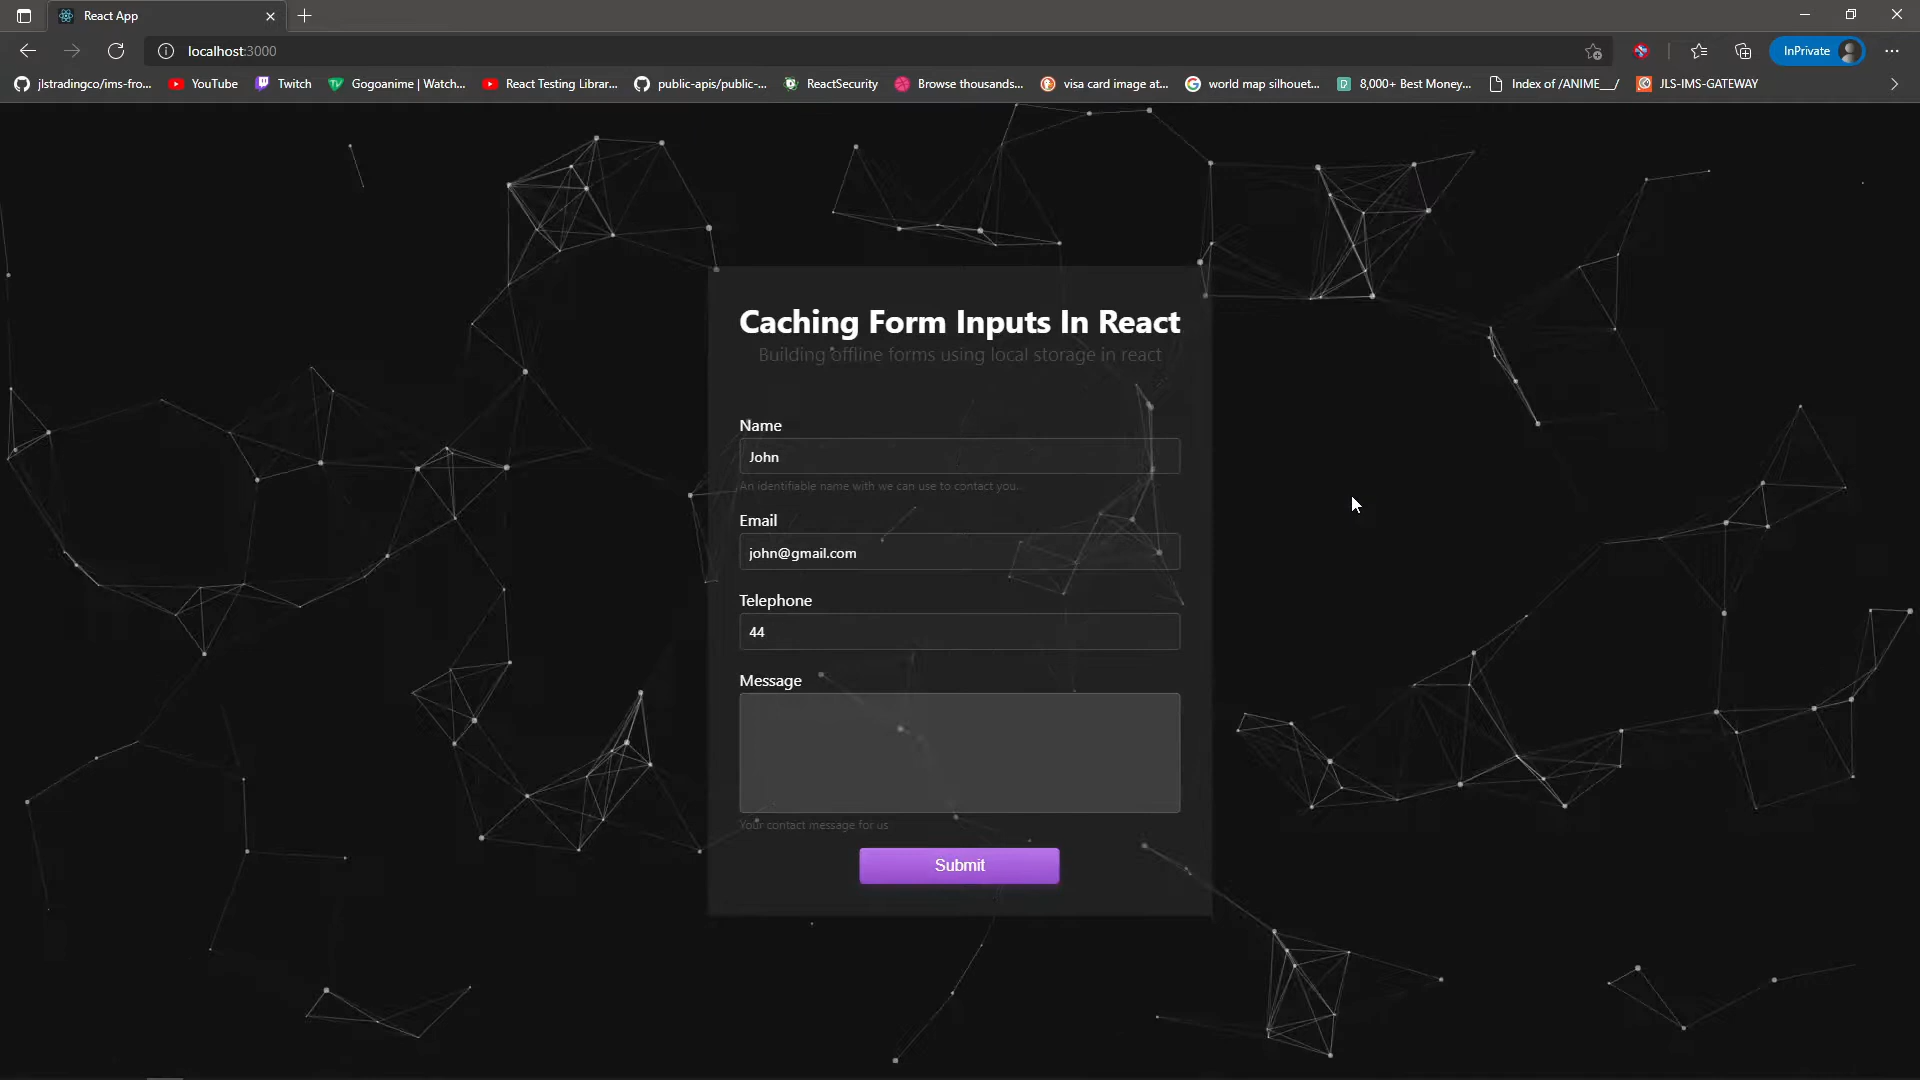 React App
localhost:3000
InPrivate
jlstradingco/ims-fro...
YouTube
Twitch
Gogoanime | Watch...
React Testing Librar...
public-apis/public-...
ReactSecurity
Browse thousands...
visa card image at...
world map silhouet...
8,000+ Best Money...
Index of /ANIME__/
JLS-IMS-GATEWAY
Caching Form Inputs In React
Building offline forms using local storage in react
Name
John
An identifiable name with we can use to contact you.
Email
john@gmail.com
Telephone
44
Message
Your contact message for us
Submit